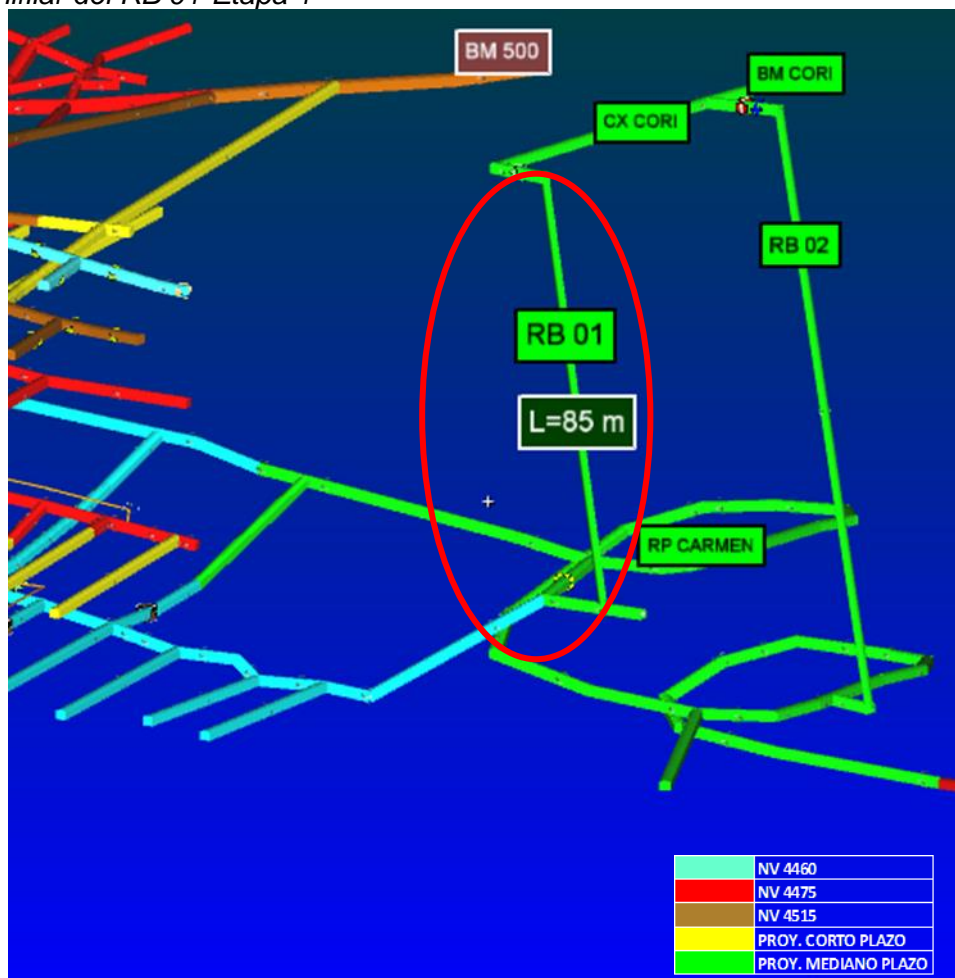 BM 500
BM CORI
CX CORI
RB 02
RB 01
L=85 m
RP CARMEN
NV 4460
NV 4475
NV 4515
PROY. CORTO PLAZO
PROY. MEDIANO PLAZO